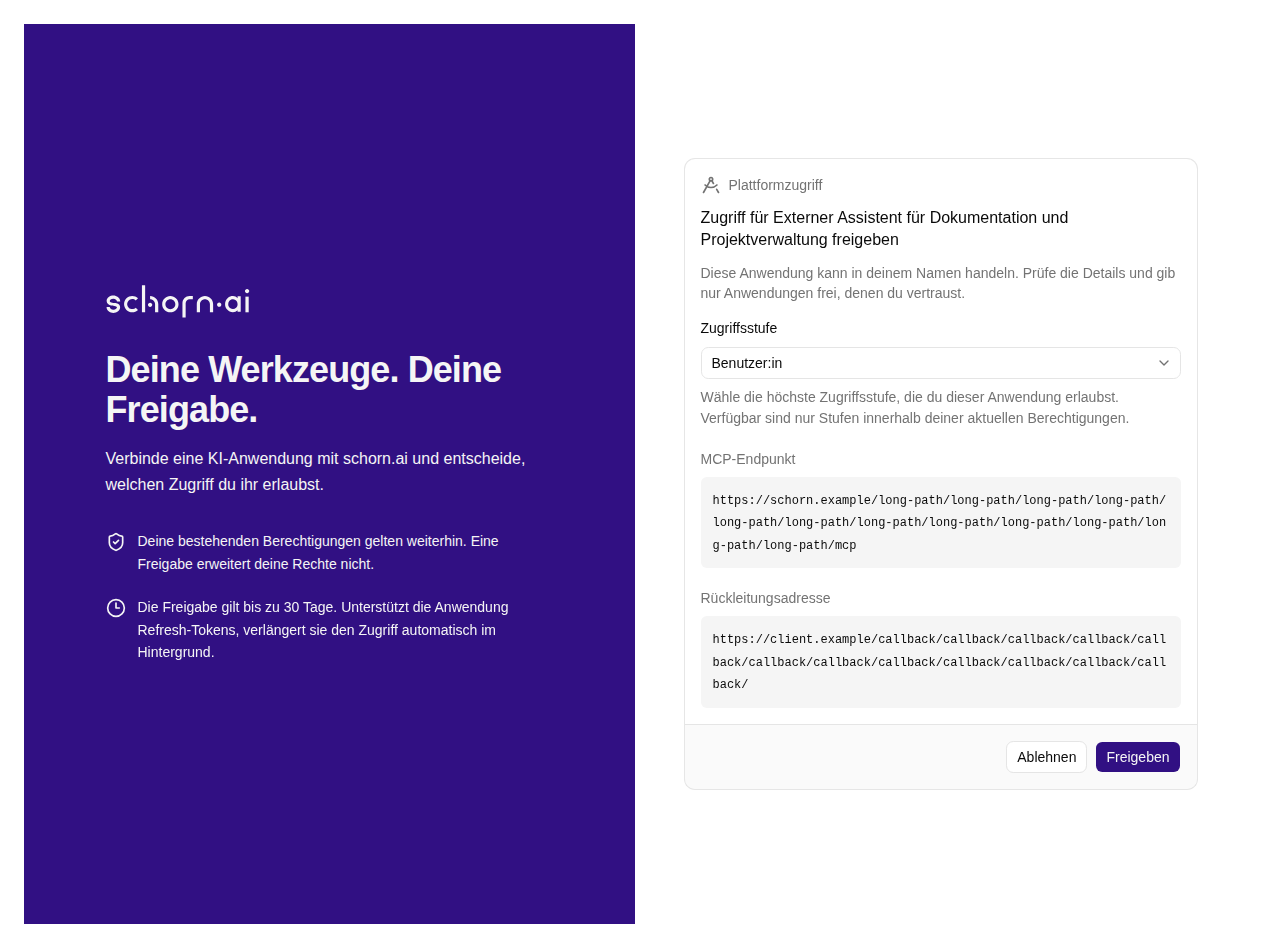 schorn.ai
Deine Werkzeuge. Deine
Freigabe.
Verbinde eine KI-Anwendung mit schorn.ai und entscheide,
welchen Zugriff du ihr erlaubst.
Deine bestehenden Berechtigungen gelten weiterhin. Eine
Freigabe erweitert deine Rechte nicht.
Die Freigabe gilt bis zu 30 Tage. Unterstützt die Anwendung
Refresh-Tokens, verlängert sie den Zugriff automatisch im
Hintergrund.
Plattformzugriff
Zugriff für Externer Assistent für Dokumentation und
Projektverwaltung freigeben
Diese Anwendung kann in deinem Namen handeln. Prüfe die Details und gib
nur Anwendungen frei, denen du vertraust.
Zugriffsstufe
Benutzer:in
Wähle die höchste Zugriffsstufe, die du dieser Anwendung erlaubst.
Verfügbar sind nur Stufen innerhalb deiner aktuellen Berechtigungen.
MCP-Endpunkt
https://schorn.example/long-path/long-path/long-path/long-path/
long-path/long-path/long-path/long-path/long-path/long-path/lon
g-path/long-path/mcp
Rückleitungsadresse
https://client.example/callback/callback/callback/callback/call
back/callback/callback/callback/callback/callback/callback/call
back/
Ablehnen
Freigeben